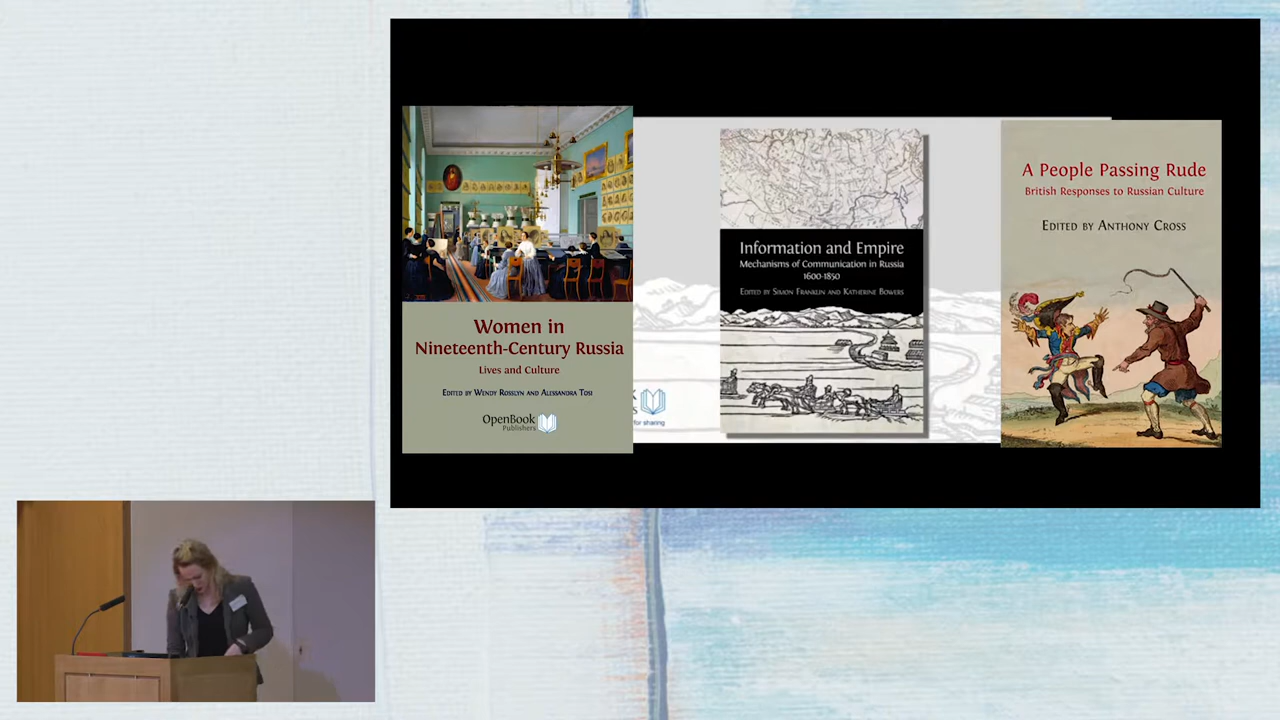 Women in
Nineteenth-Century Russia
Lives and Culture
Edited by Wendy Rosslyn and Alessandra Tosi
OpenBook
Publishers
for sharing
Information and Empire
Mechanisms of Communication in Russia
1600-1850
Edited by Simon Franklin and Katherine Bowers
A People Passing Rude
British Responses to Russian Culture
Edited by Anthony Cross